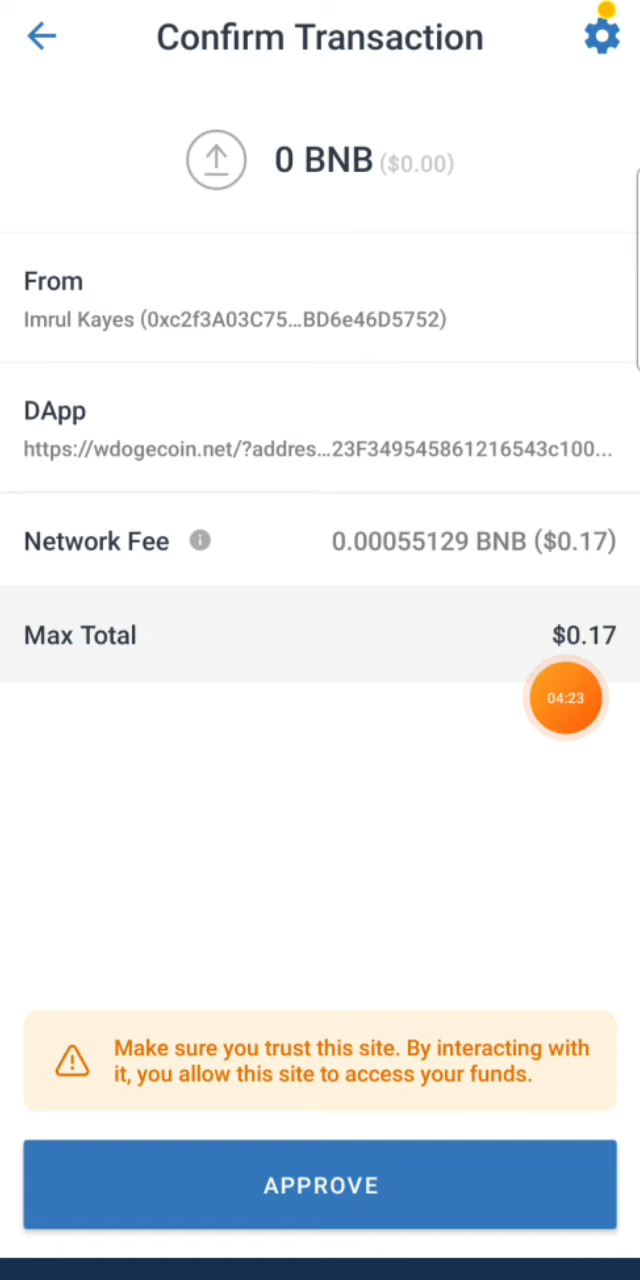 Confirm Transaction
0 BNB ($0.00)
From
Imrul Kayes (0xc2f3A03C75...BD6e46D5752)
DApp
https://wdogecoin.net/?addres...23F349545861216543c100...
Network Fee i 0.00055129 BNB ($0.17)
Max Total $0.17
04:23
Make sure you trust this site. By interacting with
it, you allow this site to access your funds.
APPROVE